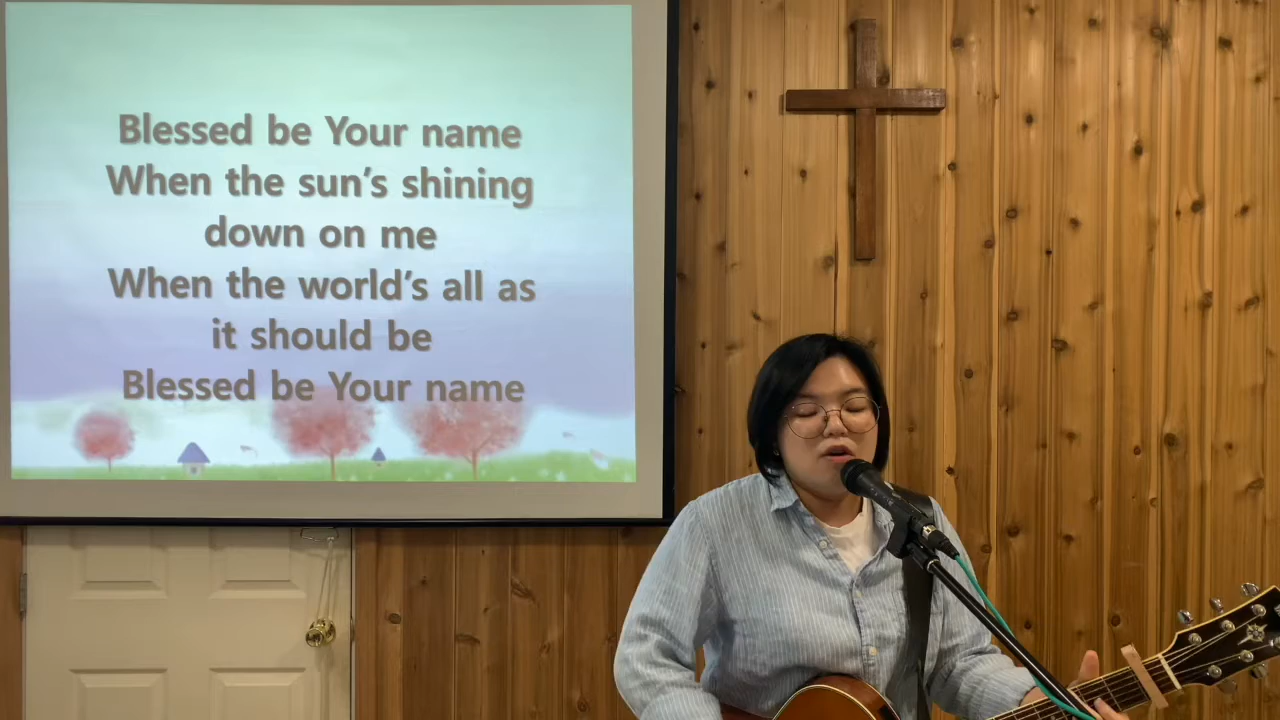 Blessed be Your name
When the sun's shining
down on me
When the world's all as
it should be
Blessed be Your name